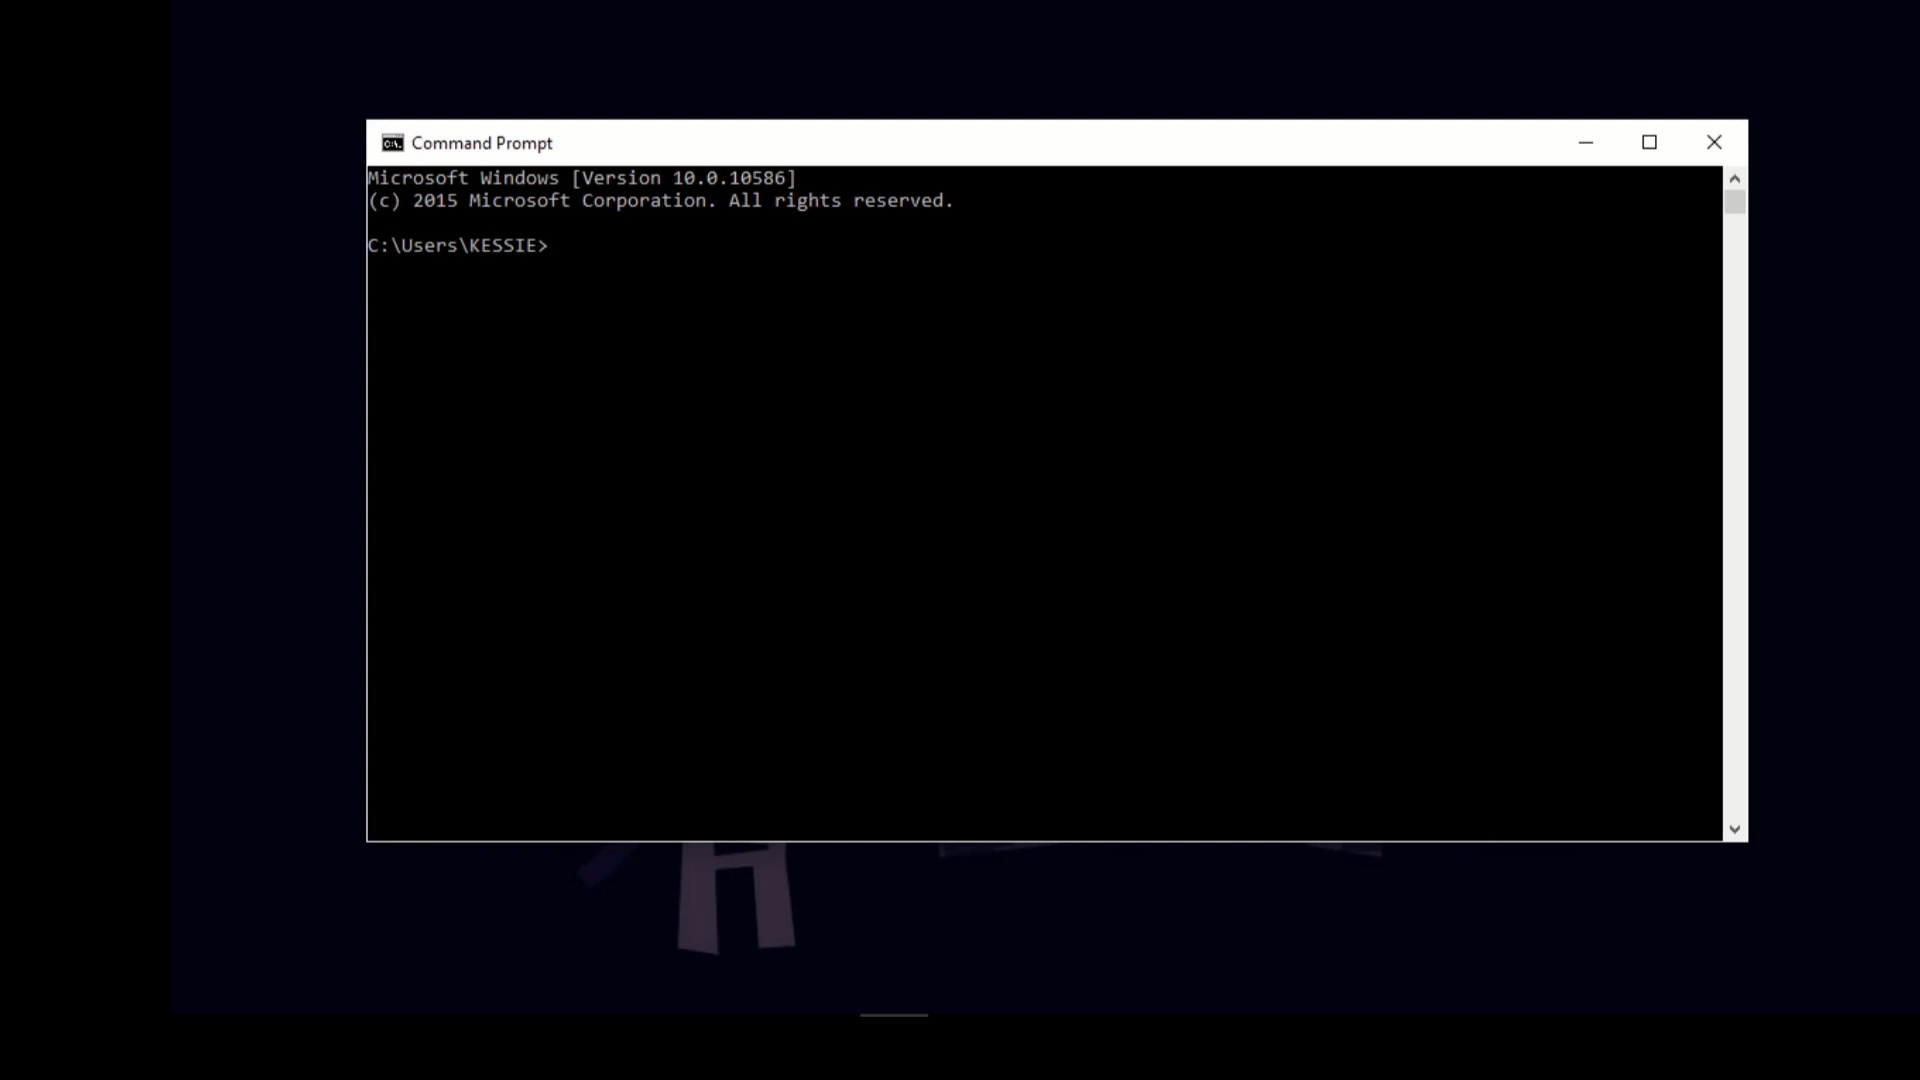 Command Prompt
Microsoft Windows [Version 10.0.10586]
(c) 2015 Microsoft Corporation. All rights reserved.
C:\Users\KESSIE>